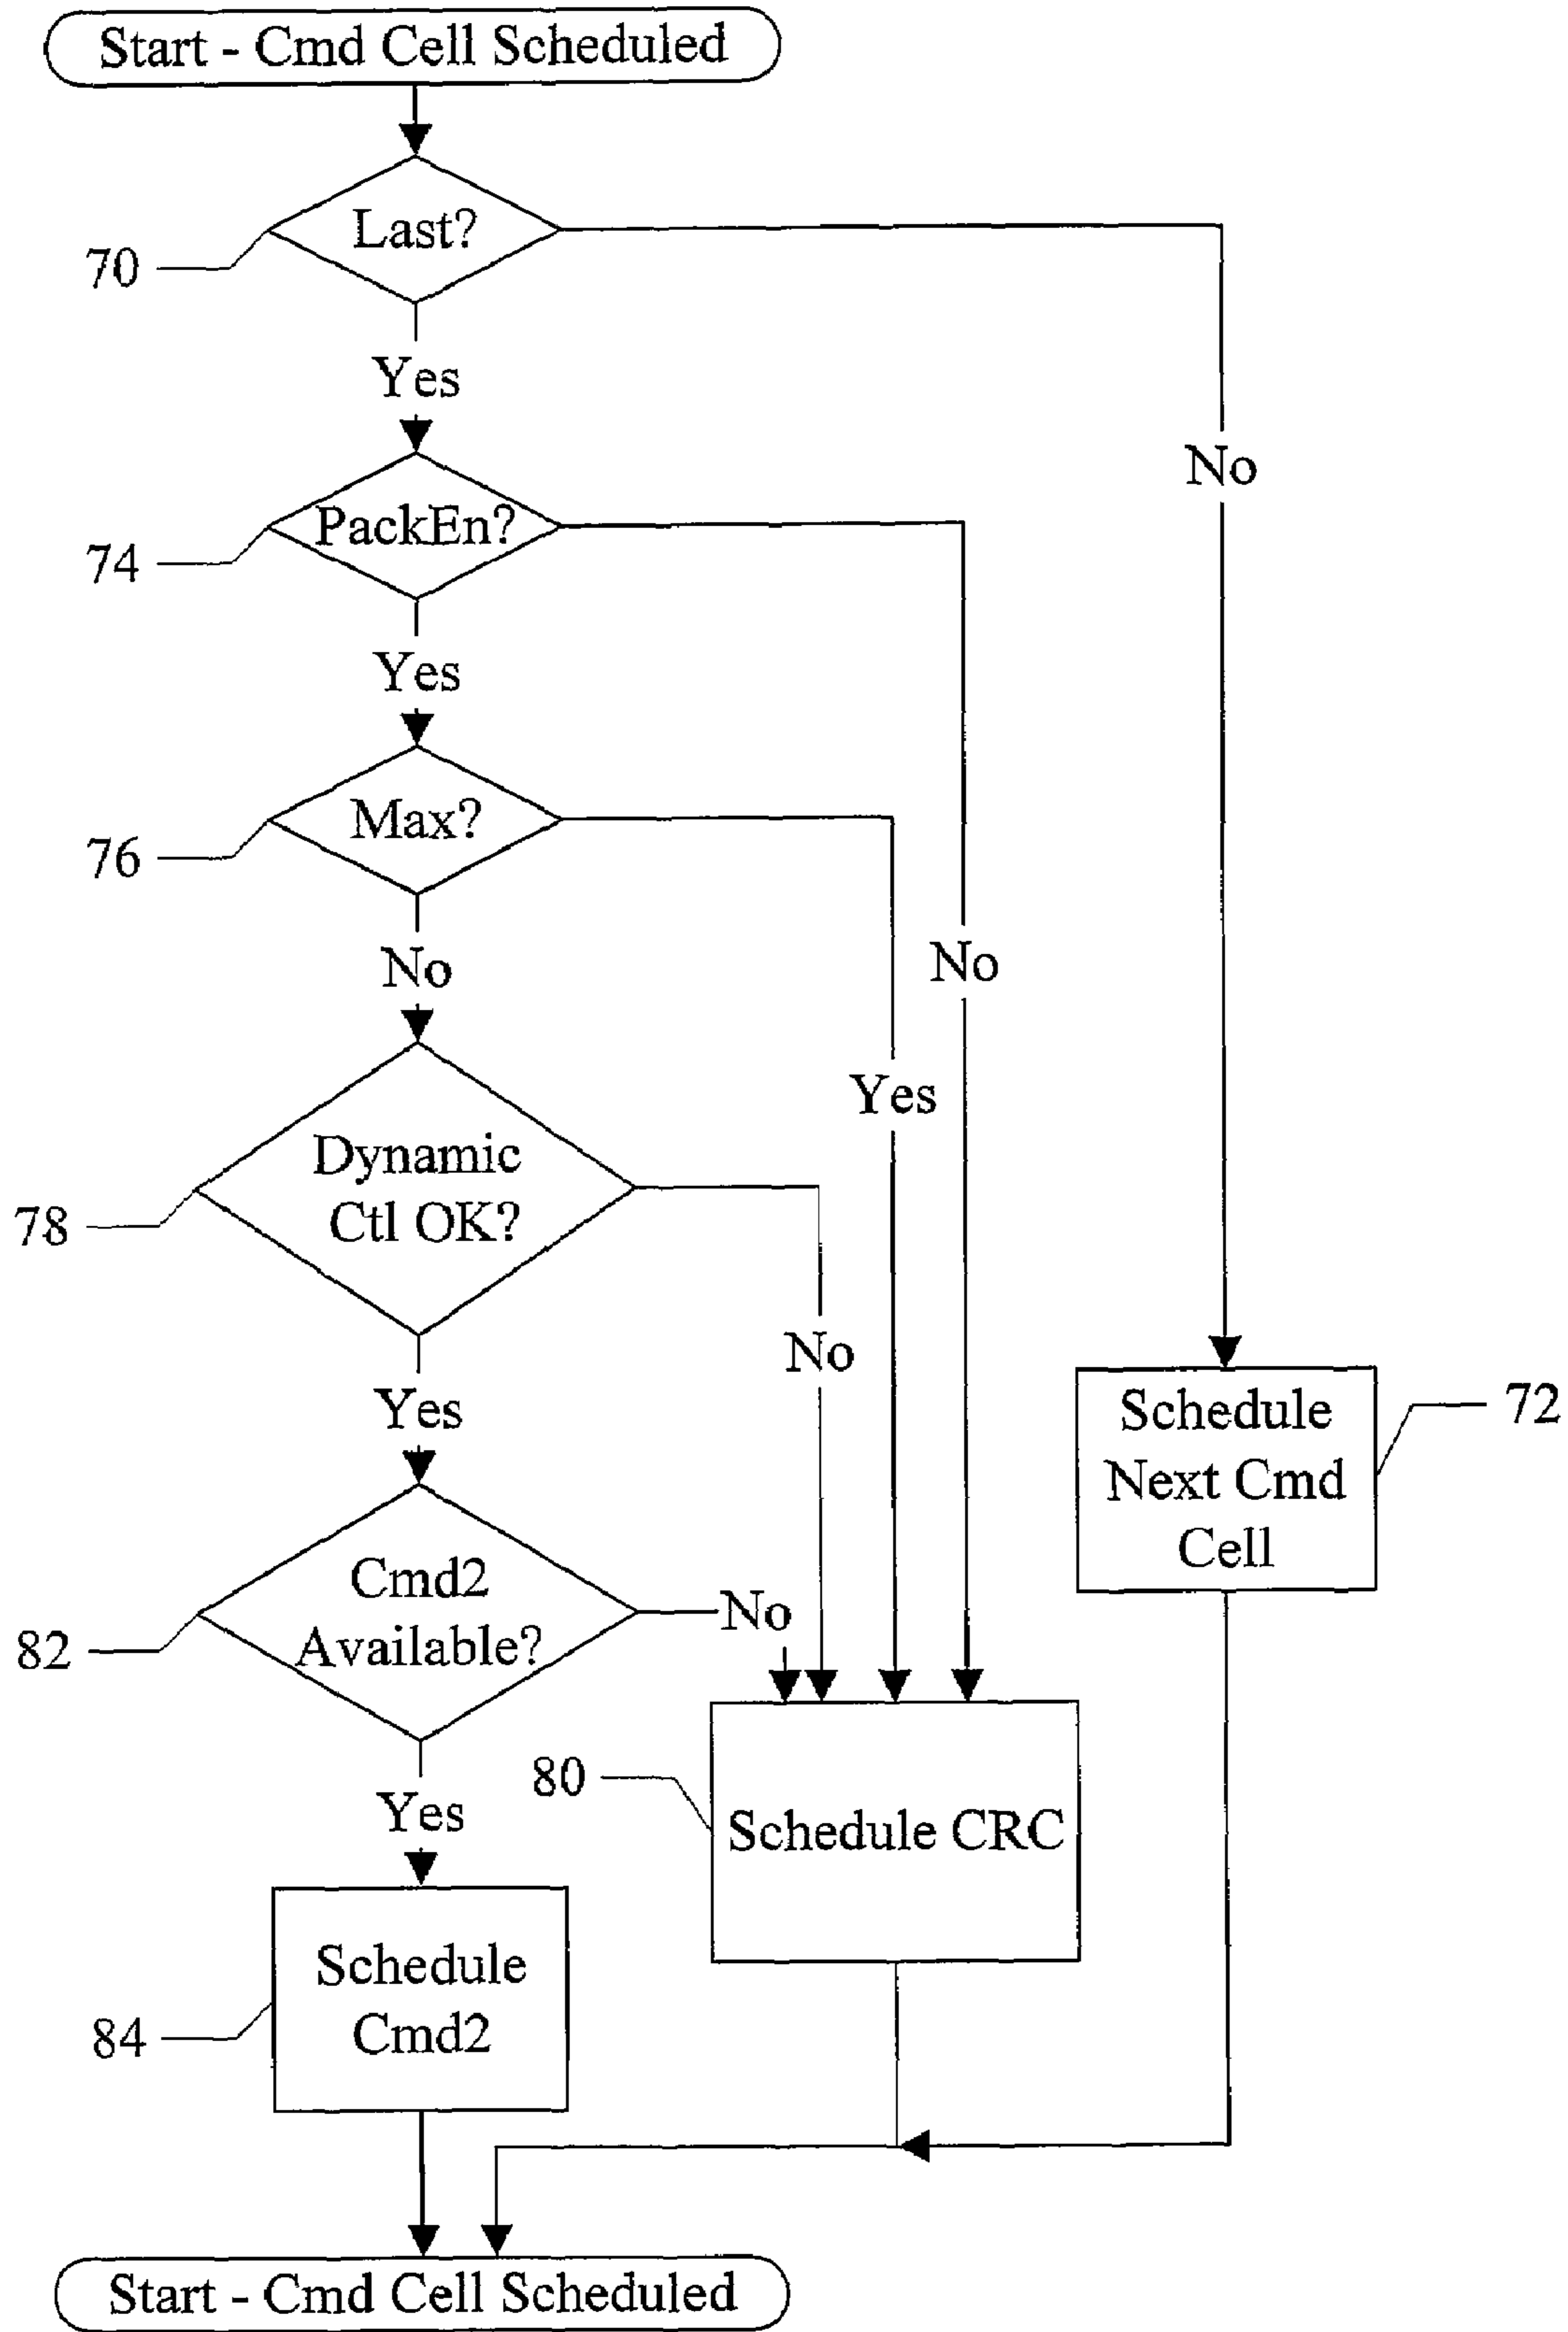 Start - Cmd Cell Scheduled
Last?
70
Yes
No
PackEn?
74
Yes
No
Max?
76
No
Yes
Dynamic
Ctl OK?
78
No
Yes
Schedule
Next Cmd
Cell
72
Cmd2
Available?
82
No
Yes
80
Schedule CRC
Schedule
Cmd2
84
Start - Cmd Cell Scheduled